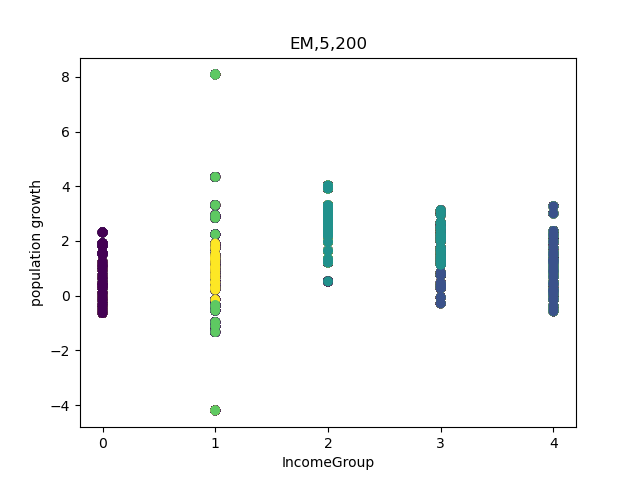 EM,5,200
population growth
8
6
4
2
0
−2
−4
0 1 2 3 4
IncomeGroup